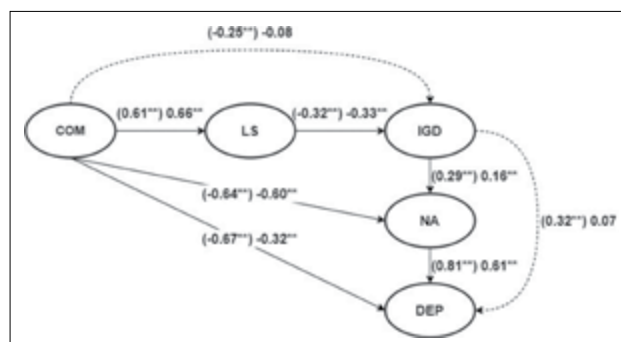 (-0.25**) -0.08
COM
(0.61**) 0.66**
LS
(-0.32**) -0.33**
IGD
(0.29**) 0.16**
(-0.64**) -0.60**
NA
(0.32**) 0.07
(-0.67**) -0.32**
(0.81**) 0.61**
DEP